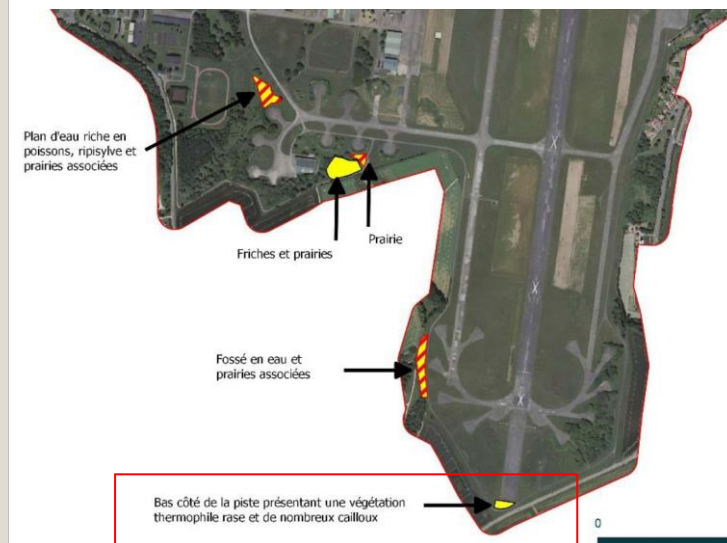 Plan d'eau riche en
poissons, ripisylve et
prairies associées
Friches et prairies
Prairie
Fossé en eau et
prairies associées
Bas côté de la piste présentant une végétation
thermophile rase et de nombreux cailloux
0